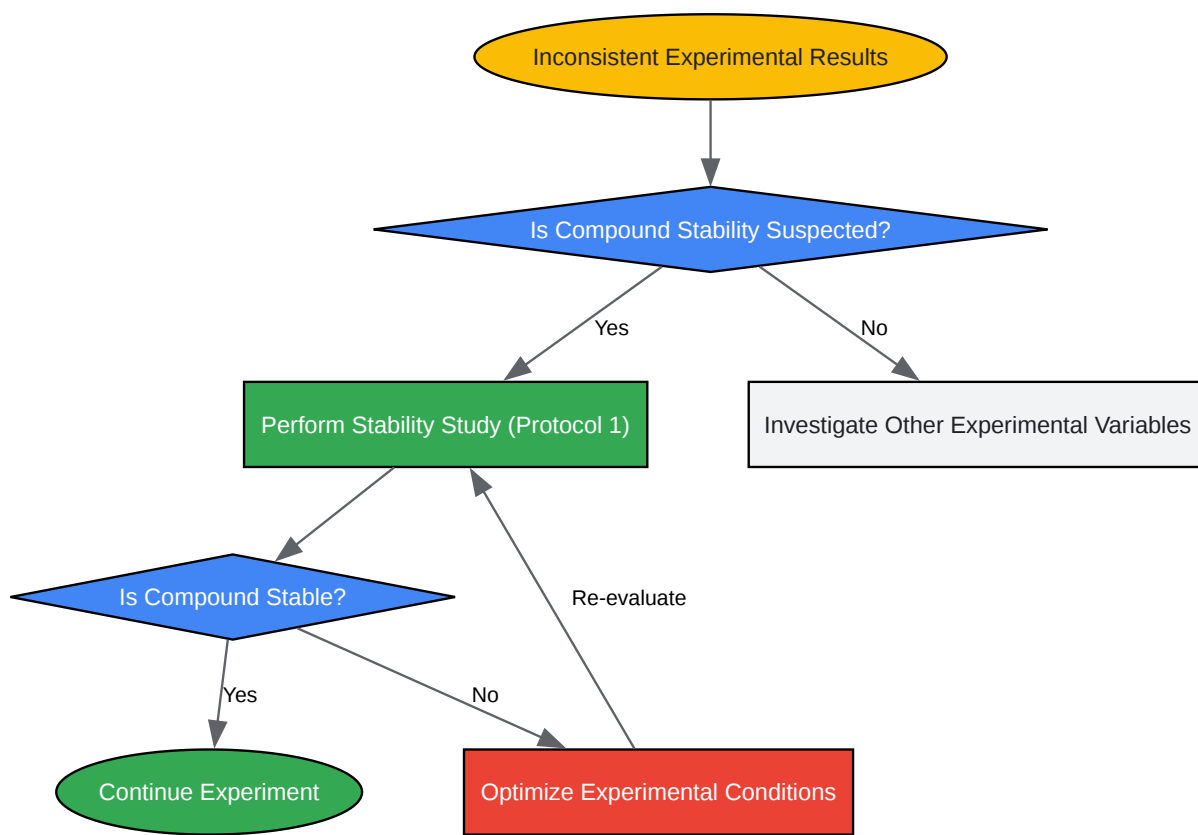 Inconsistent Experimental Results
Is Compound Stability Suspected?
Yes
No
Perform Stability Study (Protocol 1)
Investigate Other Experimental Variables
Is Compound Stable?
Re-evaluate
Yes
No
Continue Experiment
Optimize Experimental Conditions